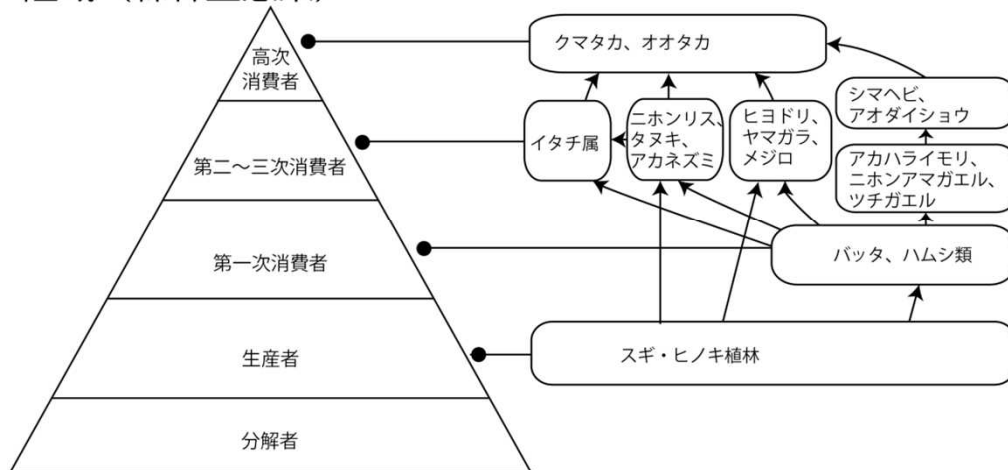 高次
消費者
第二～三次消費者
第一次消費者
生産者
分解者
クマタカ、オオタカ
イタチ属
ニホンリス、
タヌキ、
アカネズミ
ヒヨドリ、
ヤマガラ、
メジロ
シマヘビ、
アオダイショウ
アカハライモリ、
ニホンアマガエル、
ツチガエル
バッタ、ハムシ類
スギ・ヒノキ植林